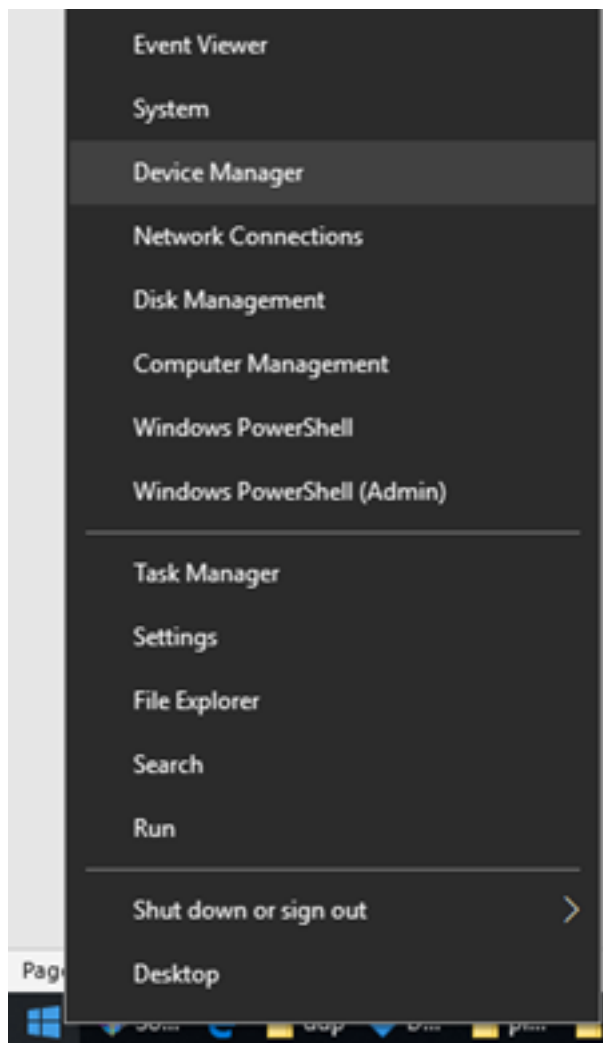 Event Viewer
System
Device Manager
Network Connections
Disk Management
Computer Management
Windows PowerShell
Windows PowerShell (Admin)
Task Manager
Settings
File Explorer
Search
Run
Shut down or sign out
Desktop
Page